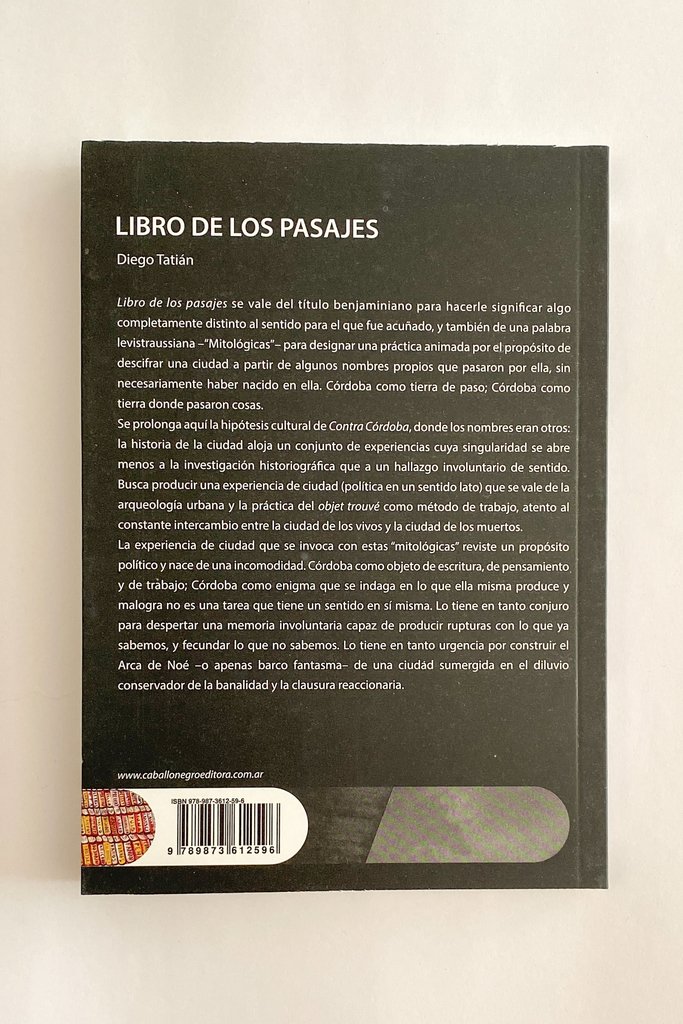 LIBRO DE LOS PASAJES
Diego Tatián
Libro de los pasajes se vale del título benjaminiano para hacerle significar algo
completamente distinto al sentido para el que fue acuñado, y también de una palabra
levistraussiana –"Mitológicas"– para designar una práctica animada por el propósito de
descifrar una ciudad a partir de algunos nombres propios que pasaron por ella, sin
necesariamente haber nacido en ella. Córdoba como tierra de paso; Córdoba como
tierra donde pasaron cosas.
Se prolonga aquí la hipótesis cultural de Contra Córdoba, donde los nombres eran otros:
la historia de la ciudad aloja un conjunto de experiencias cuya singularidad se abre
menos a la investigación historiográfica que a un hallazgo involuntario de sentido.
Busca producir una experiencia de ciudad (política en un sentido lato) que se vale de la
arqueología urbana y la práctica del objet trouvé como método de trabajo, atento al
constante intercambio entre la ciudad de los vivos y la ciudad de los muertos.
La experiencia de ciudad que se invoca con estas "mitológicas" reviste un propósito
político y nace de una incomodidad. Córdoba como objeto de escritura, de pensamiento
y de trabajo; Córdoba como enigma que se indaga en lo que ella misma produce y
malogra no es una tarea que tiene un sentido en sí misma. Lo tiene en tanto conjuro
para despertar una memoria involuntaria capaz de producir rupturas con lo que ya
sabemos, y fecundar lo que no sabemos. Lo tiene en tanto urgencia por construir el
Arca de Noé –o apenas barco fantasma– de una ciudad sumergida en el diluvio
conservador de la banalidad y la clausura reaccionaria.
www.caballonegroeditora.com.ar
ISBN 978-987-3612-59-6
9 789873 612596